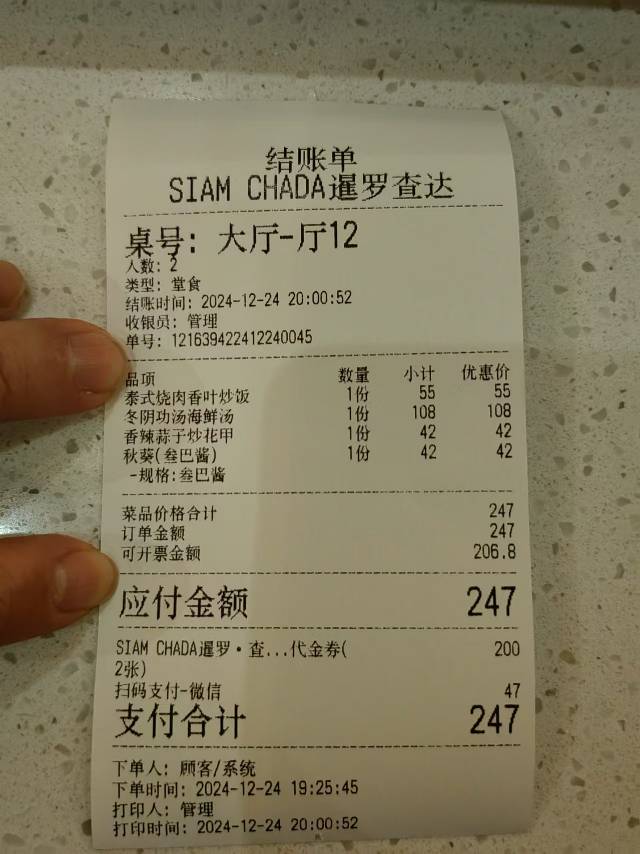 结账单
SIAM CHADA暹罗查达
桌号: 大厅-厅12
人数: 2
类型: 堂食
结账时间: 2024-12-24 20:00:52
收银员: 管理
单号: 121639422412240045
品项 数量 小计 优惠价
泰式烧肉香叶炒饭 1份 55 55
冬阴功汤海鲜汤 1份 108 108
香辣蒜子炒花甲 1份 42 42
秋葵(叁巴酱) 1份 42 42
-规格:叁巴酱
菜品价格合计 247
订单金额 247
可开票金额 206.8
应付金额 247
SIAM CHADA暹罗·查...代金券( 200
2张)
扫码支付-微信 47
支付合计 247
下单人: 顾客/系统
下单时间: 2024-12-24 19:25:45
打印人: 管理
打印时间: 2024-12-24 20:00:52